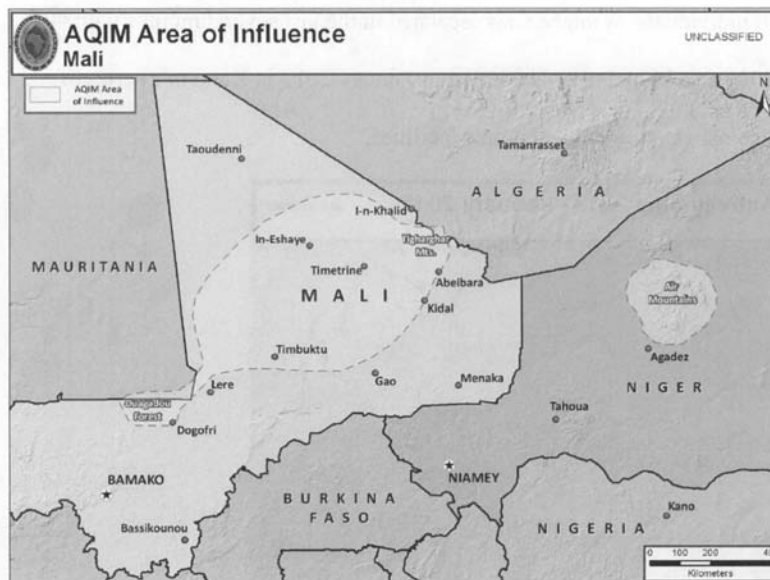 AQIM Area of Influence
Mali
UNCLASSIFIED
AQIM Area
of Influence
N
Taoudenni
Tamanrasset
ALGERIA
I-n-Khalid
In-Eshaye
Tigharghar
Mts.
MAURITANIA
Timetrine
Abeibara
MALI
Kidal
Air
Mountains
Timbuktu
Agadez
Gao
Menaka
Lere
NIGER
Ouagadou
Forest
Tahoua
Dogofri
BAMAKO
NIAMEY
BURKINA
FASO
Kano
NIGERIA
Bassikounou
0 100 200
Kilometers